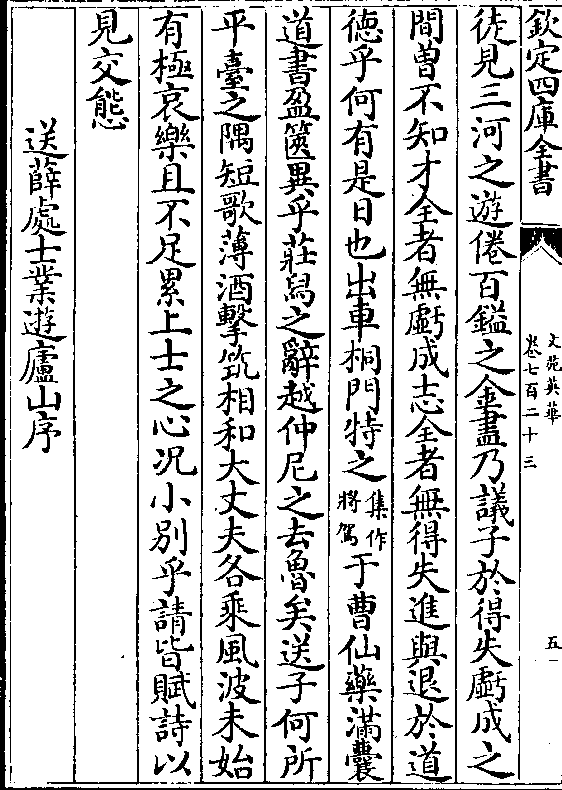 欽定四庫全書
文苑英華
卷七百二十三
五
徒見三河之遊倦百鎰之金盡乃議子於得失虧成之
間曽不知才全者無虧成志全者無得失進與退於道
德乎何有是日也出車桐門特之集作將駕于曹仙藥滿囊
道書盈篋異乎莊舄之辭越仲尼之去魯矣送子何所
平臺之隅短歌薄酒擊筑相和大丈夫各乗風波未始
有極哀樂且不足累上士之心况小别乎請皆賦詩以
見交態
送薛處士業遊廬山序